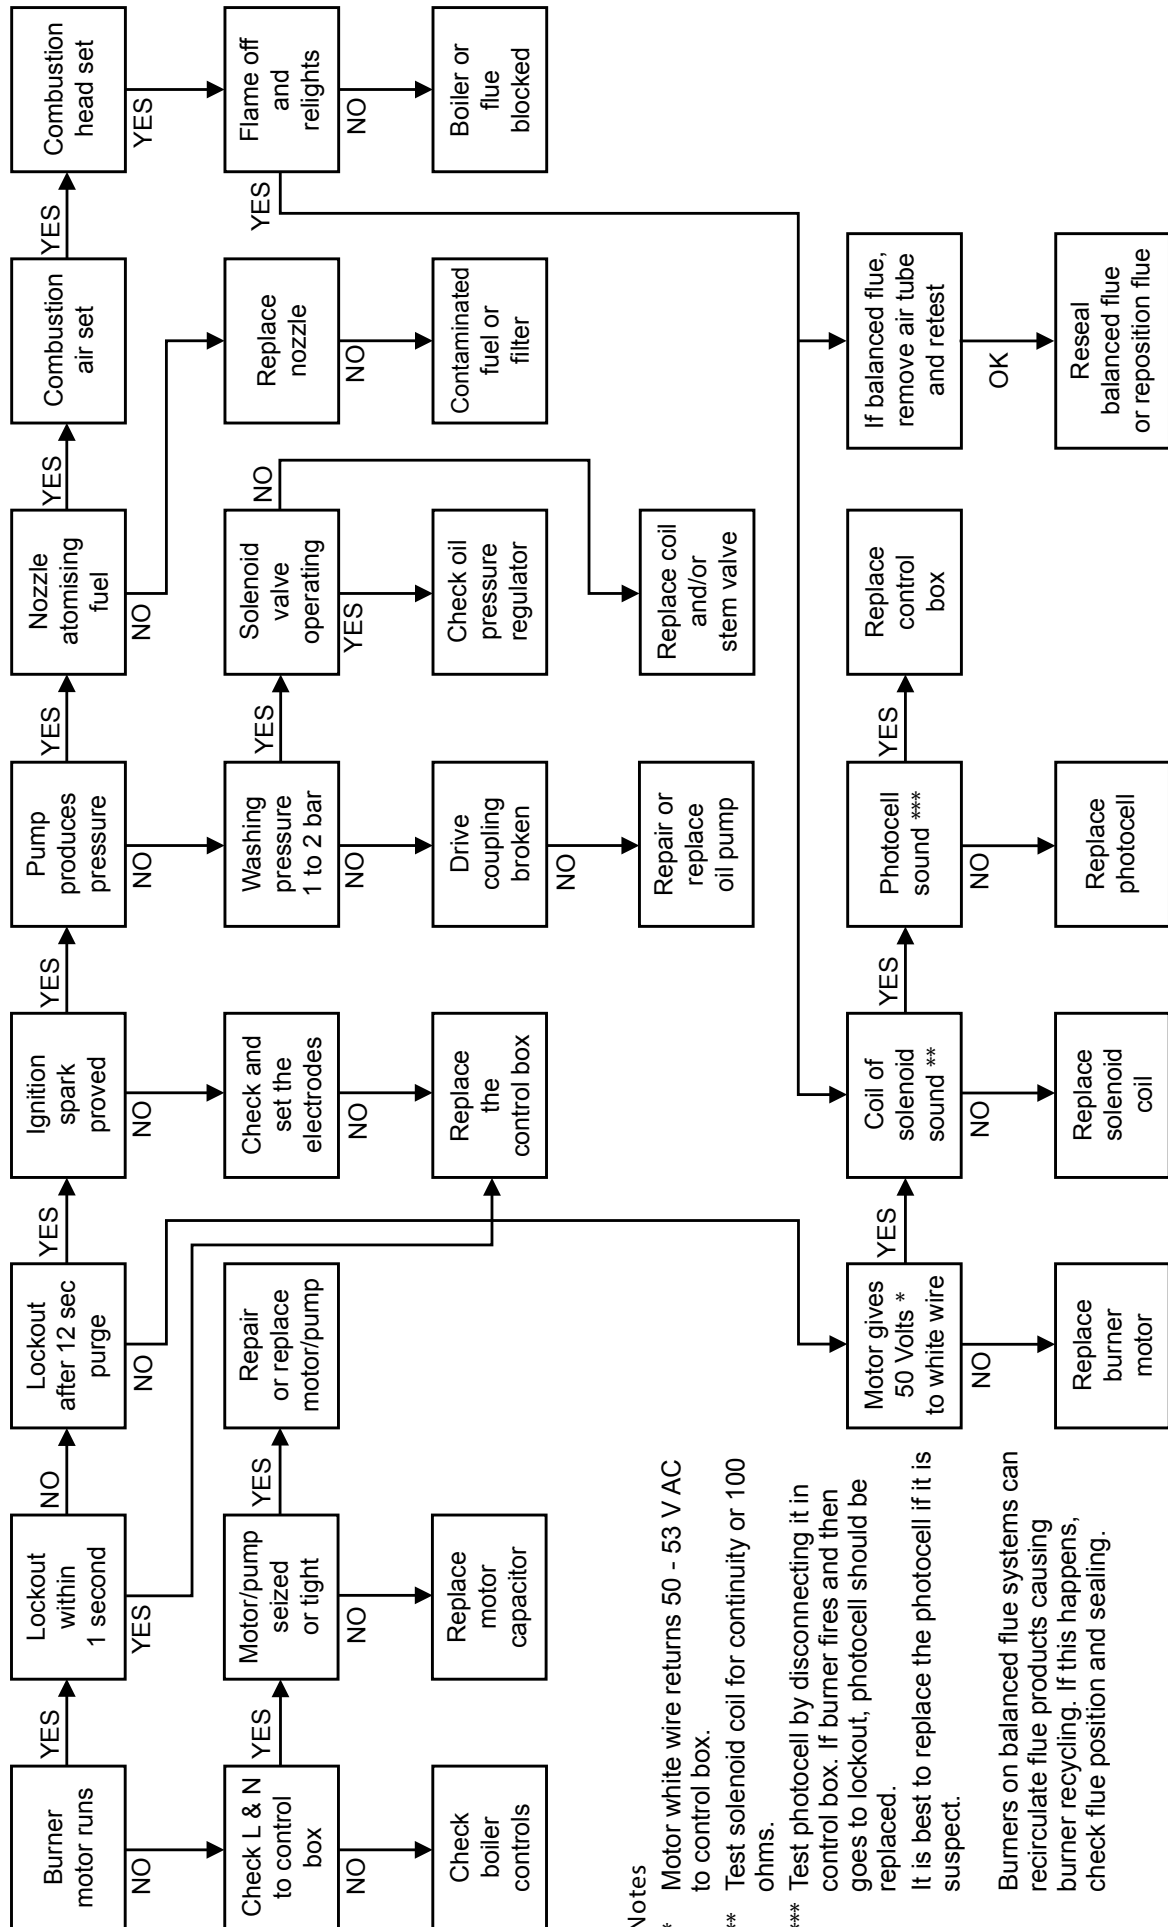 Burner
motor runs
YES
NO
Lockout
within
1 second
NO
YES
Lockout
after 12 sec
purge
YES
NO
Ignition
spark
proved
YES
NO
Pump
produces
pressure
YES
NO
Nozzle
atomising
fuel
YES
NO
Combustion
air set
YES
Combustion
head set
YES
Check L & N
to control
box
YES
NO
Motor/pump
seized
or tight
YES
NO
Repair
or replace
motor/pump
Check and
set the
electrodes
NO
Washing
pressure
1 to 2 bar
YES
NO
Solenoid
valve
operating
NO
YES
Replace
nozzle
NO
Flame off
and
relights
YES
NO
Check
boiler
controls
Replace
motor
capacitor
Replace
the
control box
Drive
coupling
broken
NO
Check oil
pressure
regulator
Contaminated
fuel or
filter
Boiler or
flue
blocked
Repair or
replace
oil pump
Replace coil
and/or
stem valve
Motor gives
50 Volts *
to white wire
YES
NO
Coil of
solenoid
sound **
YES
NO
Photocell
sound ***
YES
NO
Replace
control
box
If balanced flue,
remove air tube
and retest
OK
Replace
burner
motor
Replace
solenoid
coil
Replace
photocell
Reseal
balanced flue
or reposition flue
Notes
* Motor white wire returns 50 - 53 V AC
to control box.
** Test solenoid coil for continuity or 100
ohms.
*** Test photocell by disconnecting it in
control box. If burner fires and then
goes to lockout, photocell should be
replaced.
It is best to replace the photocell if it is
suspect.
Burners on balanced flue systems can
recirculate flue products causing
burner recycling. If this happens,
check flue position and sealing.